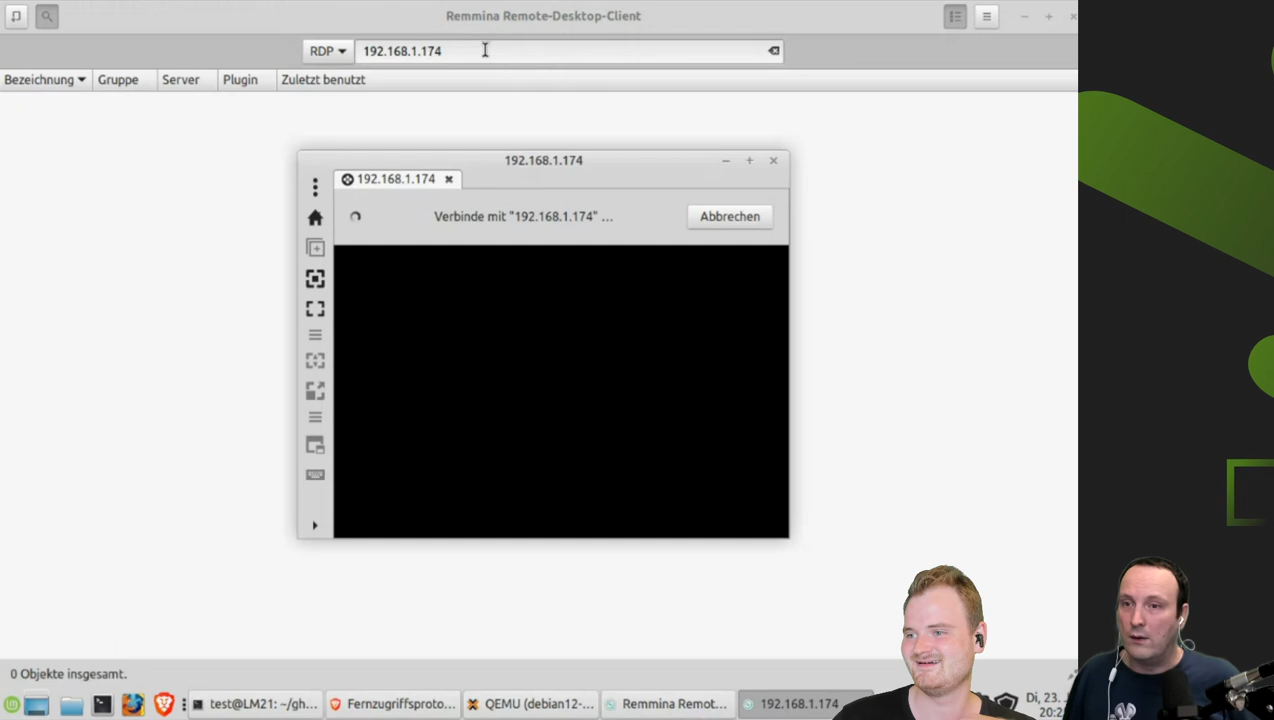 Remmina Remote-Desktop-Client
RDP 192.168.1.174
Bezeichnung Gruppe Server Plugin Zuletzt benutzt
192.168.1.174
192.168.1.174
Verbinde mit "192.168.1.174" ... Abbrechen
0 Objekte insgesamt.
test@LM21: ~/gh... Fernzugriffsproto... QEMU (debian12-... Remmina Remot... 192.168.1.174 Di, 23.
20:2